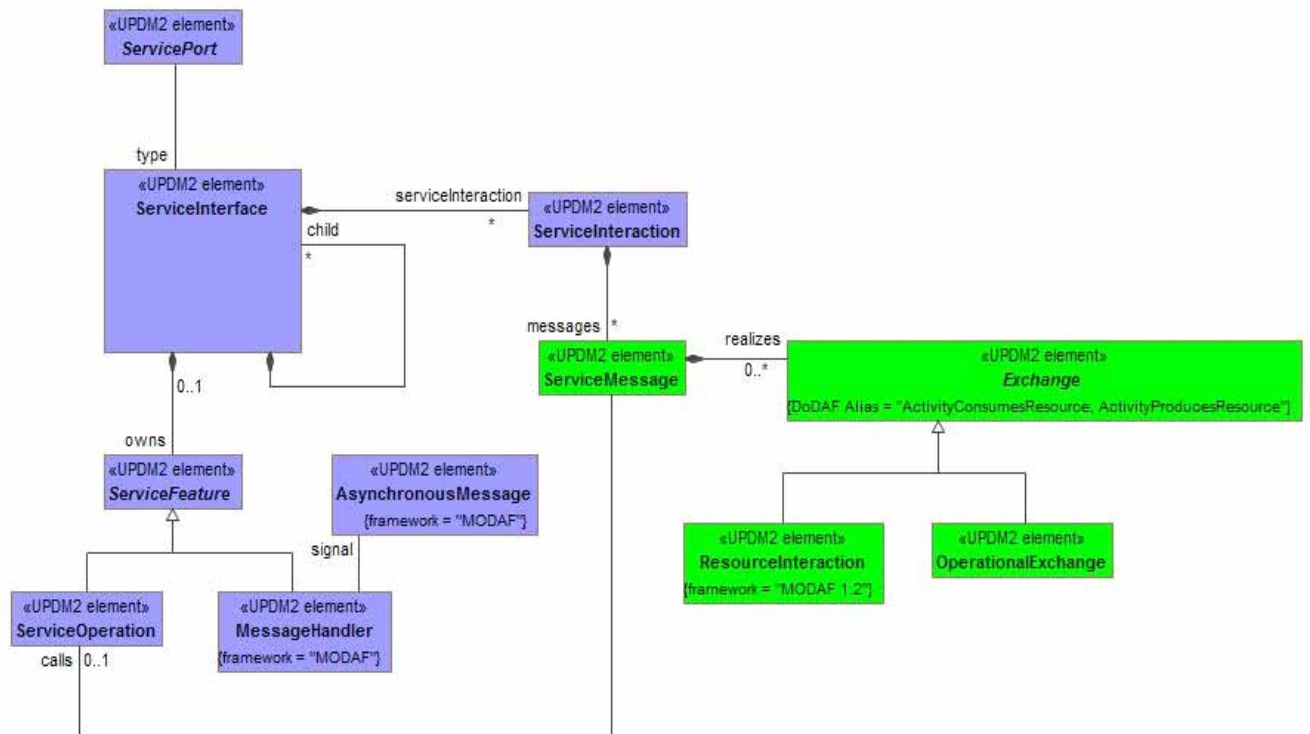 «UPDM2 element»
ServicePort
type
«UPDM2 element»
ServiceInterface
serviceInteraction
*
«UPDM2 element»
ServiceInteraction
child
*
messages *
realizes
0..*
«UPDM2 element»
ServiceMessage
«UPDM2 element»
Exchange
{DoDAF Alias = "ActivityConsumesResource, ActivityProducesResource"}
0..1
owns
«UPDM2 element»
ServiceFeature
«UPDM2 element»
AsynchronousMessage
{framework = "MODAF"}
signal
«UPDM2 element»
ResourceInteraction
{framework = "MODAF 1.2"}
«UPDM2 element»
OperationalExchange
«UPDM2 element»
ServiceOperation
«UPDM2 element»
MessageHandler
{framework = "MODAF"}
calls 0..1